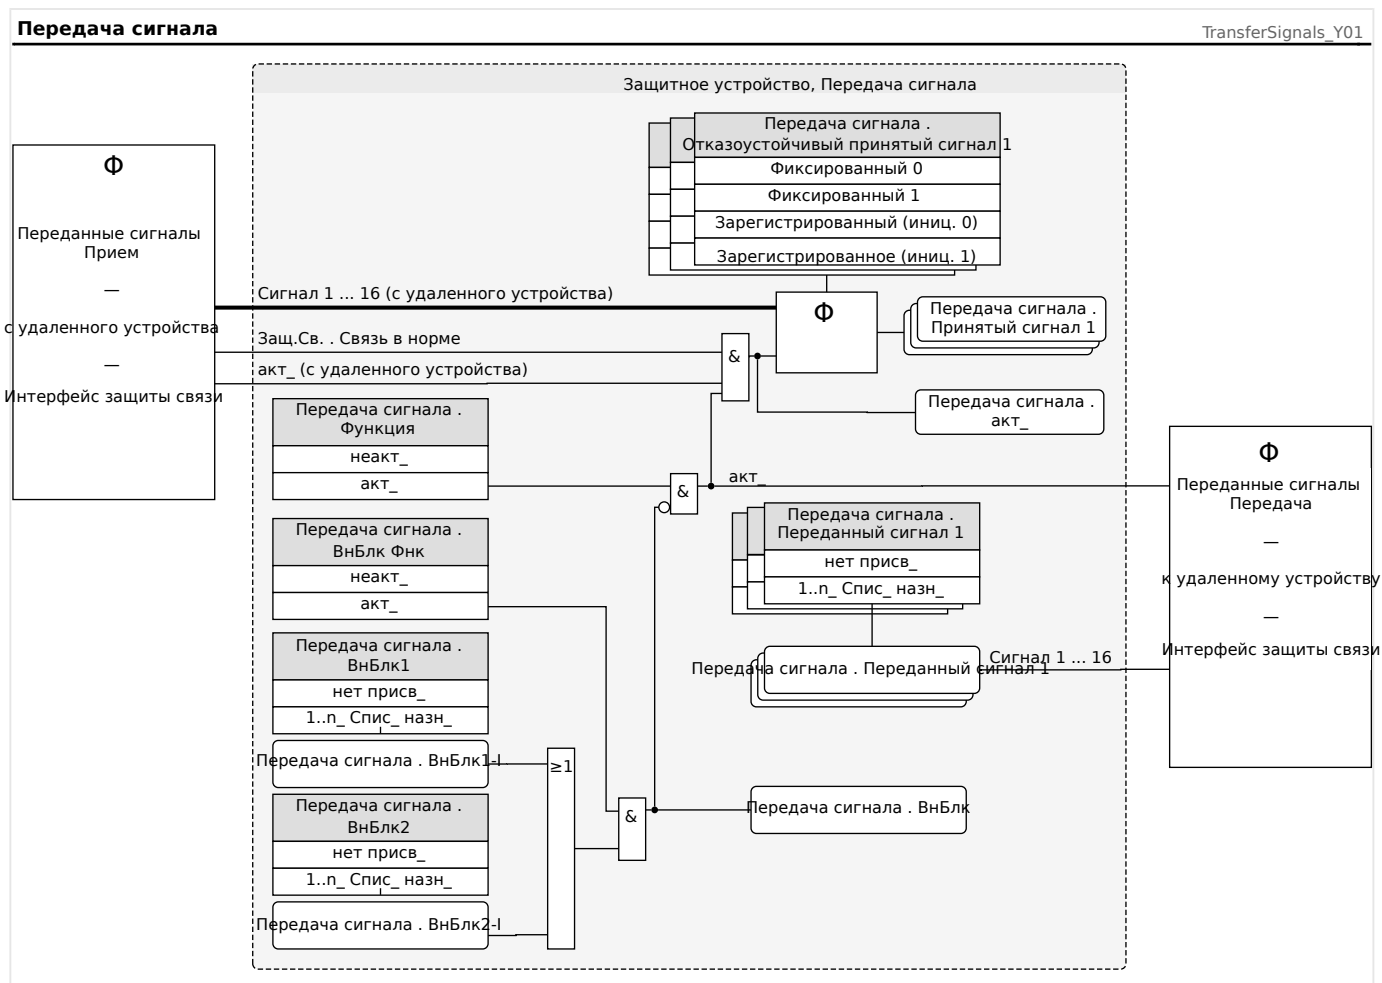 Передача сигнала
TransferSignals_Y01
Защитное устройство, Передача сигнала
Передача сигнала .
Отказоустойчивый принятый сигнал 1
Фиксированный 0
Фиксированный 1
Зарегистрированный (иниц. 0)
Зарегистрированное (иниц. 1)
Ф
Переданные сигналы
Прием
—
с удаленного устройства
—
Интерфейс защиты связи
Сигнал 1 ... 16 (с удаленного устройства)
Защ.Св. . Связь в норме
акт_ (с удаленного устройства)
&
Ф
Передача сигнала .
Принятый сигнал 1
Передача сигнала .
акт_
Передача сигнала .
Функция
неакт_
акт_
&
акт_
Ф
Переданные сигналы
Передача
—
к удаленному устройству
—
Интерфейс защиты связи
Передача сигнала .
ВнБлк Фнк
неакт_
акт_
Передача сигнала .
Переданный сигнал 1
нет присв_
1..n_ Спис_ назн_
Передача сигнала . Переданный сигнал 1
Сигнал 1 ... 16
Передача сигнала .
ВнБлк1
нет присв_
1..n_ Спис_ назн_
Передача сигнала . ВнБлк1-I
≥1
&
Передача сигнала . ВнБлк
Передача сигнала .
ВнБлк2
нет присв_
1..n_ Спис_ назн_
Передача сигнала . ВнБлк2-I